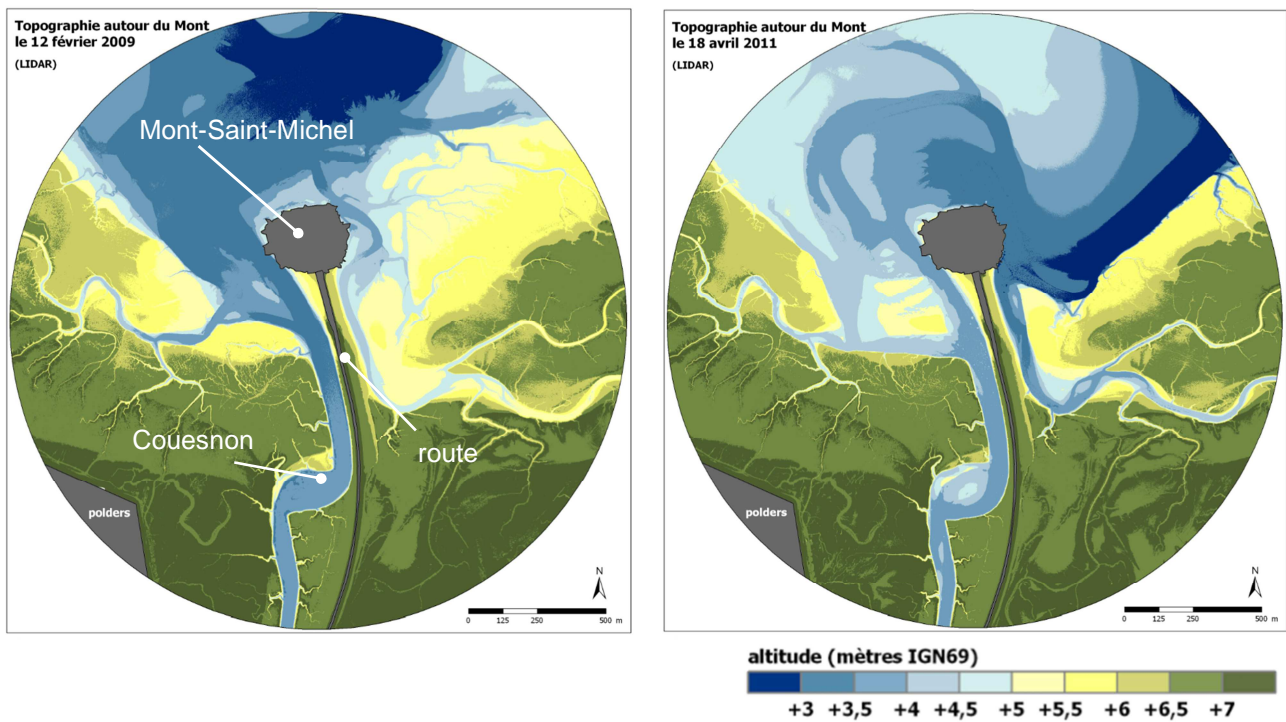 Topographie autour du Mont
le 12 février 2009
(LIDAR)
Mont-Saint-Michel
Couesnon
route
polders
N
0 125 250 500 m
Topographie autour du Mont
le 18 avril 2011
(LIDAR)
polders
N
0 125 250 500 m
altitude (mètres IGN69)
+3 +3,5 +4 +4,5 +5 +5,5 +6 +6,5 +7